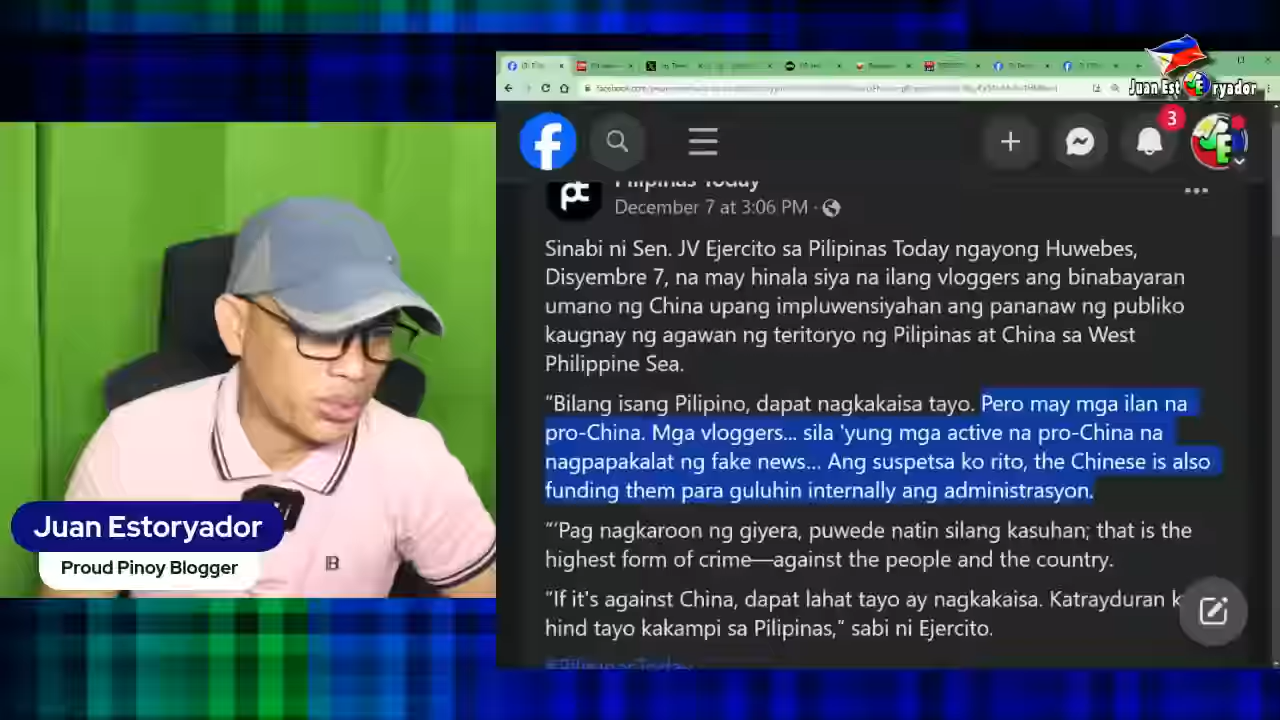 Juan Est ryador
3
Pilipinas Today
December 7 at 3:06 PM ·
Sinabi ni Sen. JV Ejercito sa Pilipinas Today ngayong Huwebes,
Disyembre 7, na may hinala siya na ilang vloggers ang binabayaran
umano ng China upang impluwensiyahan ang pananaw ng publiko
kaugnay ng agawan ng teritoryo ng Pilipinas at China sa West
Philippine Sea.
“Bilang isang Pilipino, dapat nagkakaisa tayo. Pero may mga ilan na
pro-China. Mga vloggers... sila 'yung mga active na pro-China na
nagpapakalat ng fake news... Ang suspetsa ko rito, the Chinese is also
funding them para guluhin internally ang administrasyon.
“‘Pag nagkaroon ng giyera, puwede natin silang kasuhan; that is the
highest form of crime—against the people and the country.
“If it's against China, dapat lahat tayo ay nagkakaisa. Katrayduran k
hind tayo kakampi sa Pilipinas,” sabi ni Ejercito.
#PilipinasToday
Juan Estoryador
Proud Pinoy Blogger
B